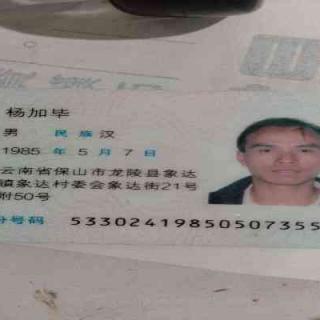 杨加毕
男 民族汉
1985 年 5 月 7 日
云南省保山市龙陵县象达
镇象达村委会象达街21号
附50号
份号码 53302419850507355